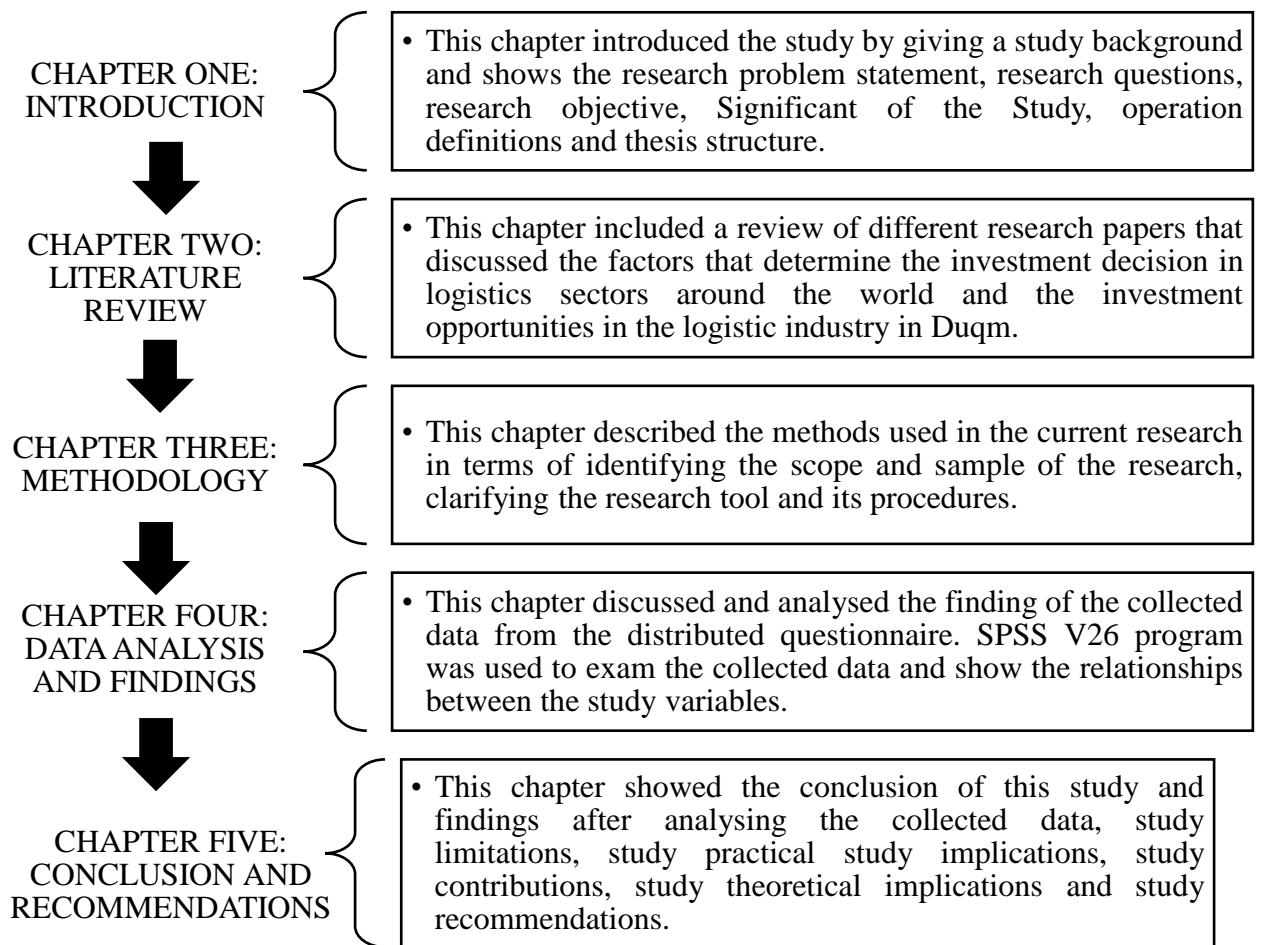 CHAPTER ONE:
INTRODUCTION
• This chapter introduced the study by giving a study background
and shows the research problem statement, research questions,
research objective, Significant of the Study, operation
definitions and thesis structure.
CHAPTER TWO:
LITERATURE
REVIEW
• This chapter included a review of different research papers that
discussed the factors that determine the investment decision in
logistics sectors around the world and the investment
opportunities in the logistic industry in Duqm.
CHAPTER THREE:
METHODOLOGY
• This chapter described the methods used in the current research
in terms of identifying the scope and sample of the research,
clarifying the research tool and its procedures.
CHAPTER FOUR:
DATA ANALYSIS
AND FINDINGS
• This chapter discussed and analysed the finding of the collected
data from the distributed questionnaire. SPSS V26 program
was used to exam the collected data and show the relationships
between the study variables.
CHAPTER FIVE:
CONCLUSION AND
RECOMMENDATIONS
• This chapter showed the conclusion of this study and
findings after analysing the collected data, study
limitations, study practical study implications, study
contributions, study theoretical implications and study
recommendations.